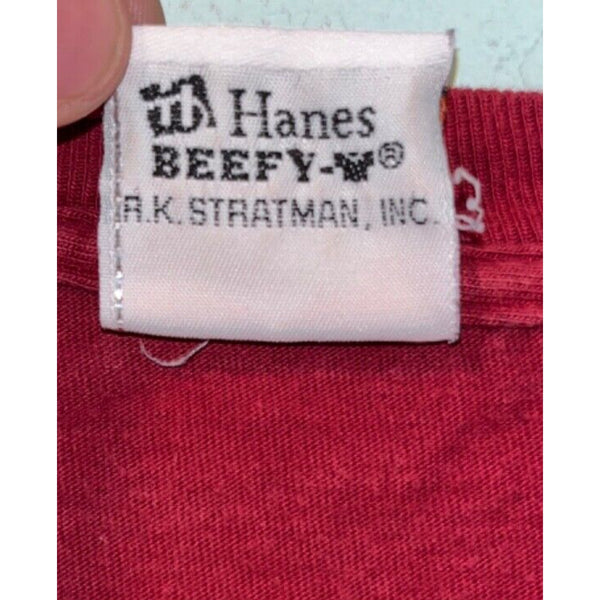 Hanes
BEEFY-T®
R.K. STRATMAN, INC.